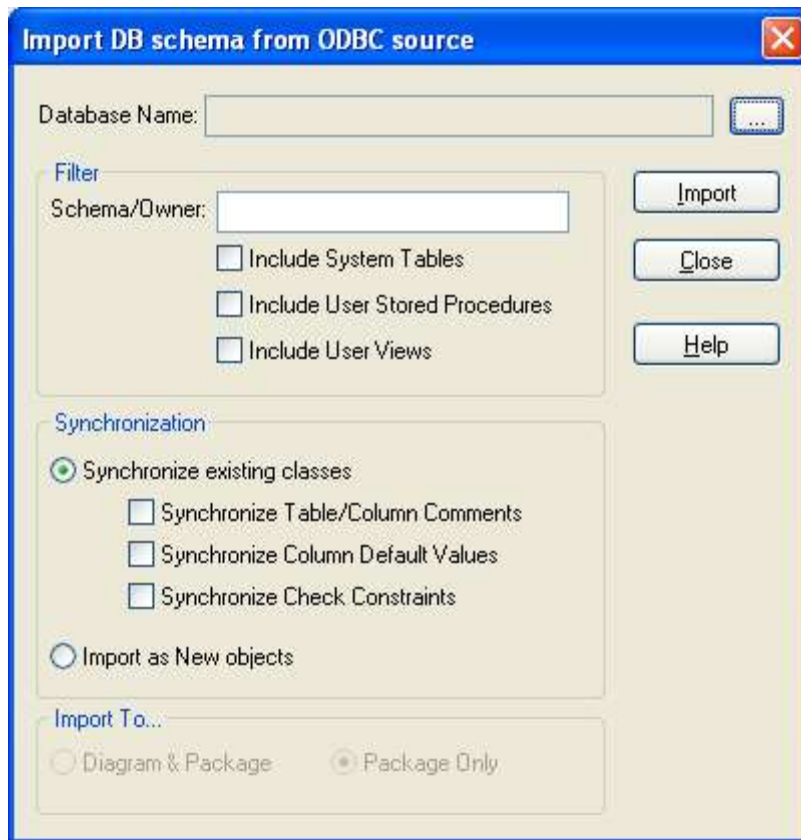 Import DB schema from ODBC source
Database Name:
...
Filter
Schema/Owner:
Include System Tables
Include User Stored Procedures
Include User Views
Import
Close
Help
Synchronization
Synchronize existing classes
Synchronize Table/Column Comments
Synchronize Column Default Values
Synchronize Check Constraints
Import as New objects
Import To...
Diagram & Package
Package Only